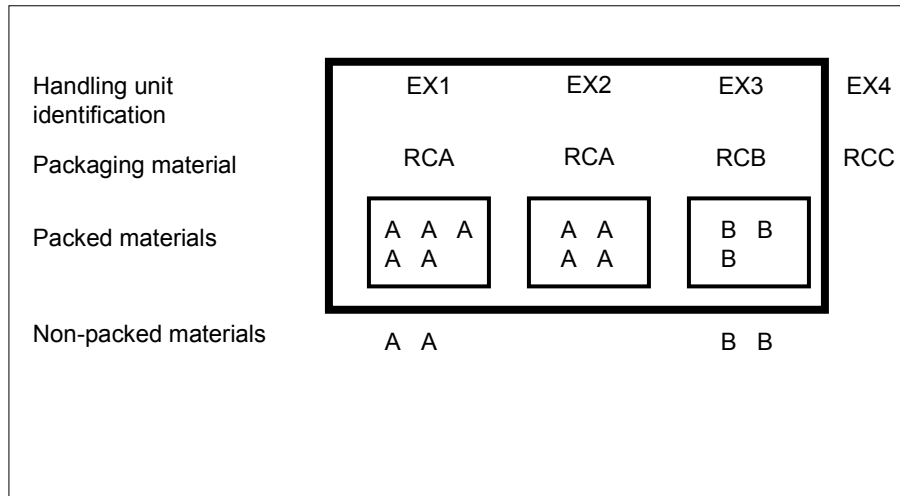 Handling unit identification EX1 EX2 EX3 EX4
Packaging material RCA RCA RCB RCC
Packed materials
A A A
A A
A A
A A
B B
B
Non-packed materials A A B B